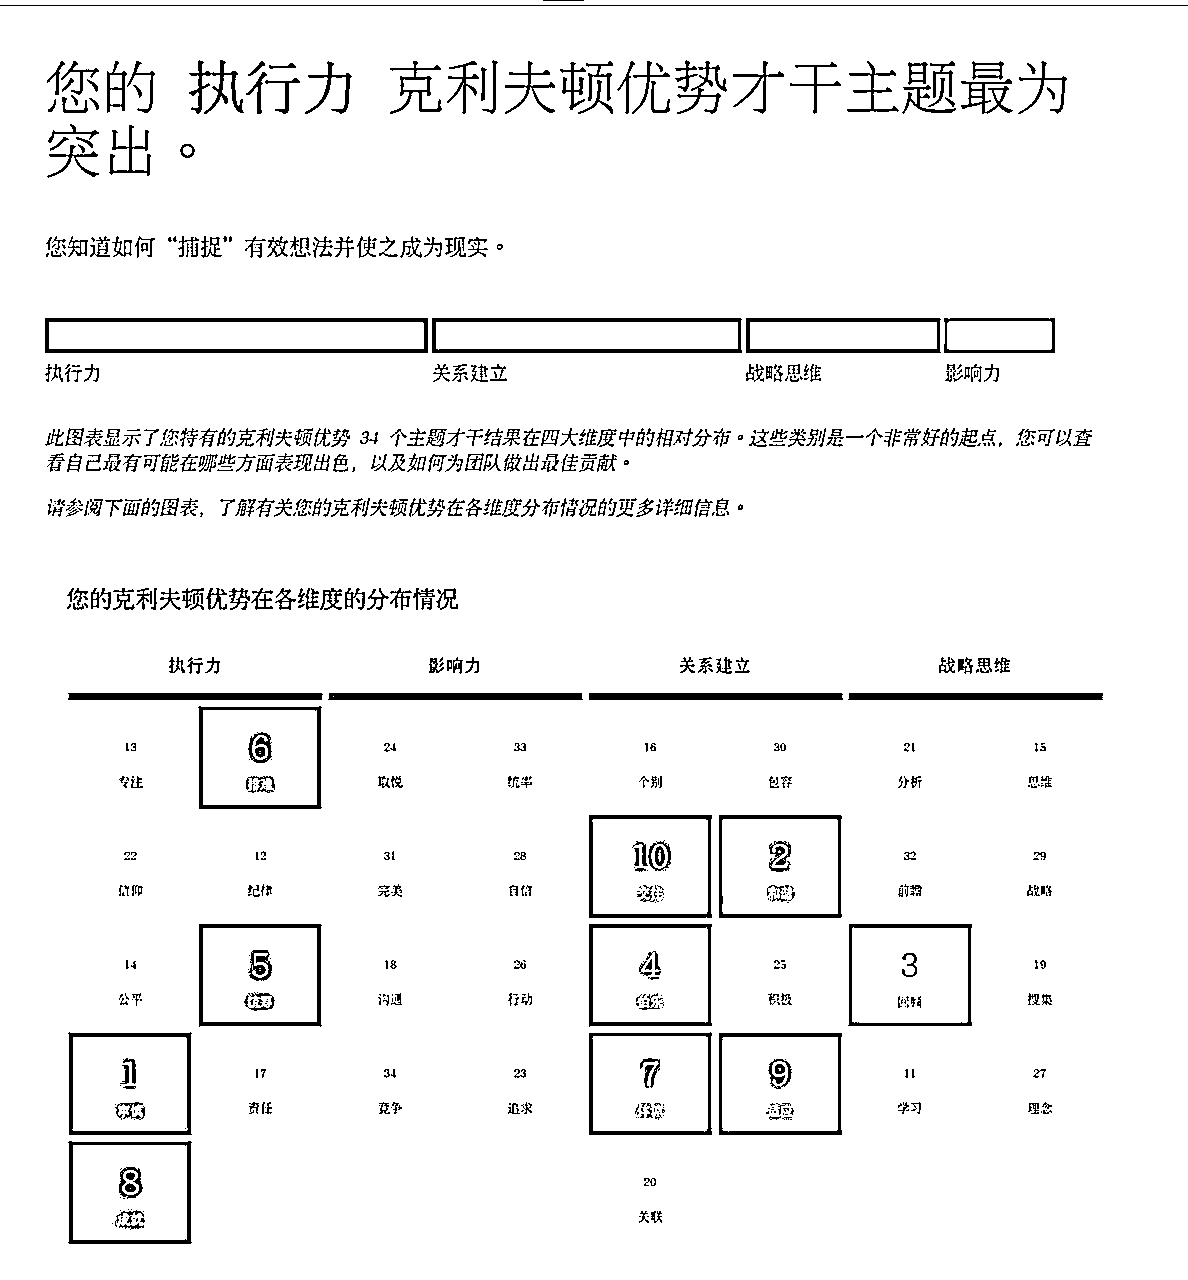 您的 执行力 克利夫顿优势才干主题最为
突出。
您知道如何“捕捉”有效想法并使之成为现实。
执行力 关系建立 战略思维 影响力
此图表显示了您特有的克利夫顿优势 34 个主题才干结果在四大维度中的相对分布。这些类别是一个非常好的起点，您可以查
看自己最有可能在哪些方面表现出色，以及如何为团队做出最佳贡献。
请参阅下面的图表，了解有关您的克利夫顿优势在各维度分布情况的更多详细信息。
您的克利夫顿优势在各维度的分布情况
执行力 影响力 关系建立 战略思维
13 6 24 33 16 30 21 15
专注 取悦 统率 个别 包容 分析 思维
22 12 31 28 10 2 32 29
信仰 纪律 完美 自信 交往 和谐 前瞻 战略
14 5 18 26 4 25 3 19
公平 沟通 行动 积极 回顾 搜集
1 17 34 23 7 9 11 27
审慎 责任 竞争 追求 体谅 适应 学习 理念
8 20
关联